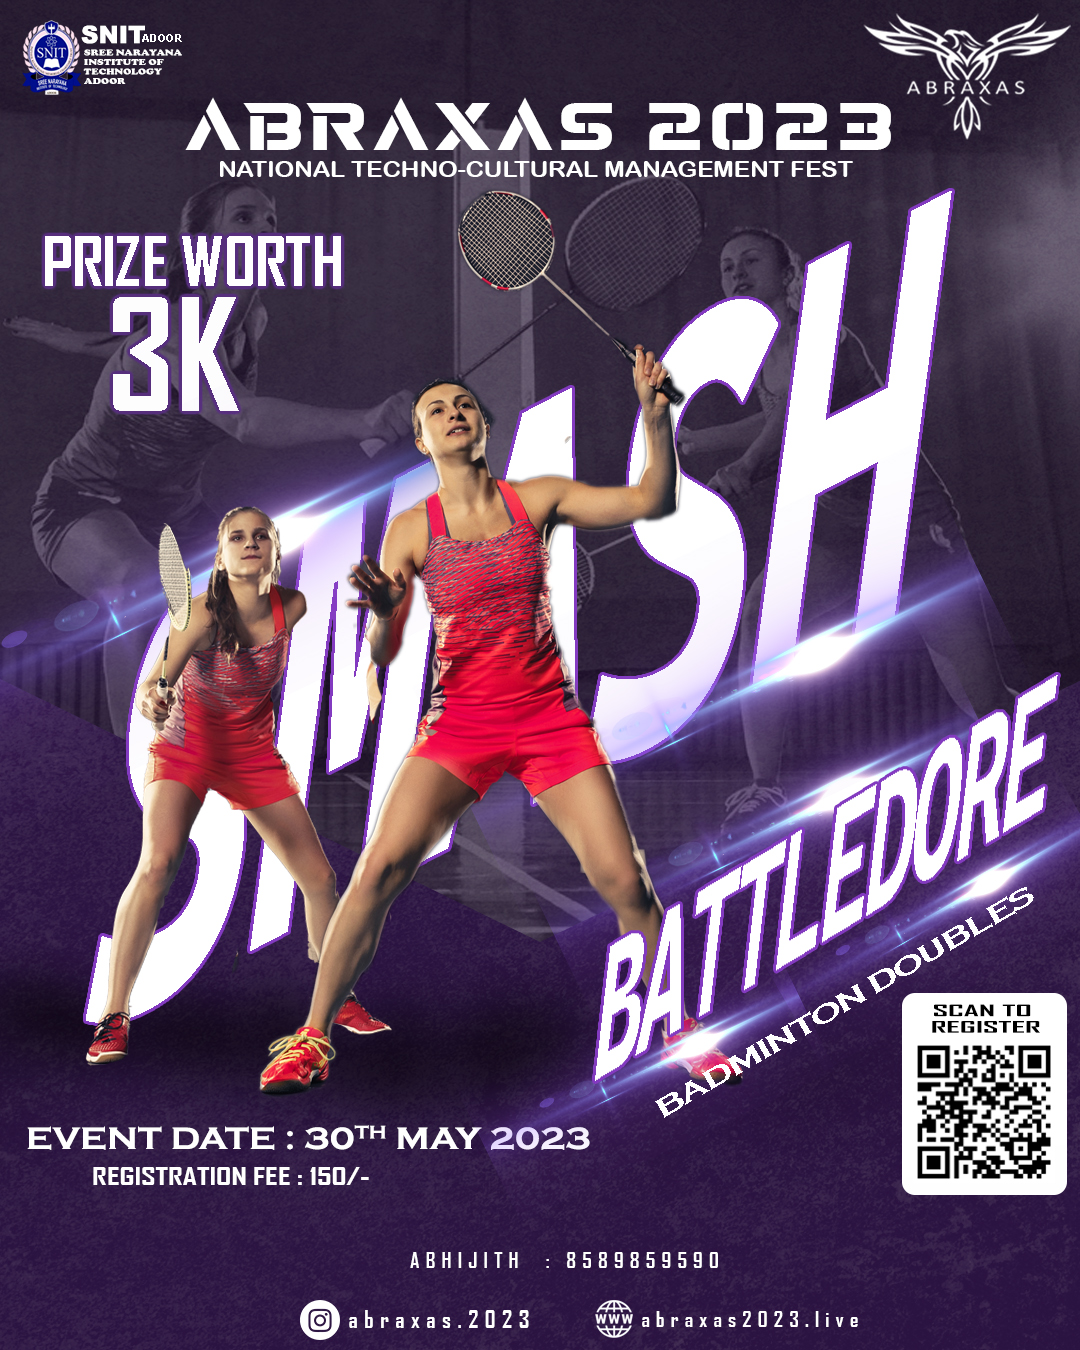 SNIT ADOOR
SREE NARAYANA
INSTITUTE OF
TECHNOLOGY
ADOOR
SNIT
ABRAXAS
ABRAXAS 2023
NATIONAL TECHNO-CULTURAL MANAGEMENT FEST
PRIZE WORTH
3K
SMASH
BATTLEDORE
BADMINTON DOUBLES
SCAN TO
REGISTER
EVENT DATE : 30TH MAY 2023
REGISTRATION FEE : 150/-
ABHIJITH : 8589859590
abraxas.2023
www abraxas2023.live